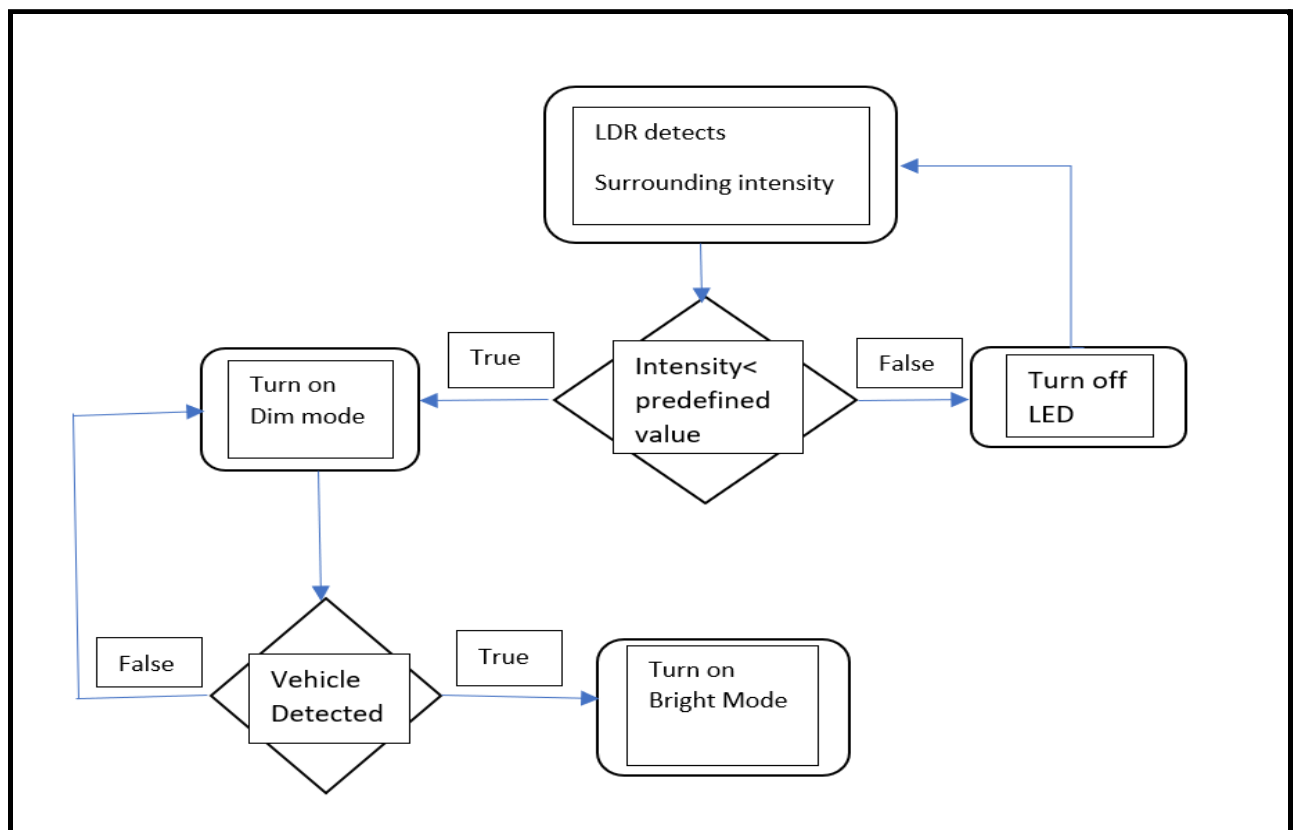 LDR detects
Surrounding intensity
True
Intensity<
predefined
value
False
Turn on
Dim mode
Turn off
LED
False
Vehicle
Detected
True
Turn on
Bright Mode